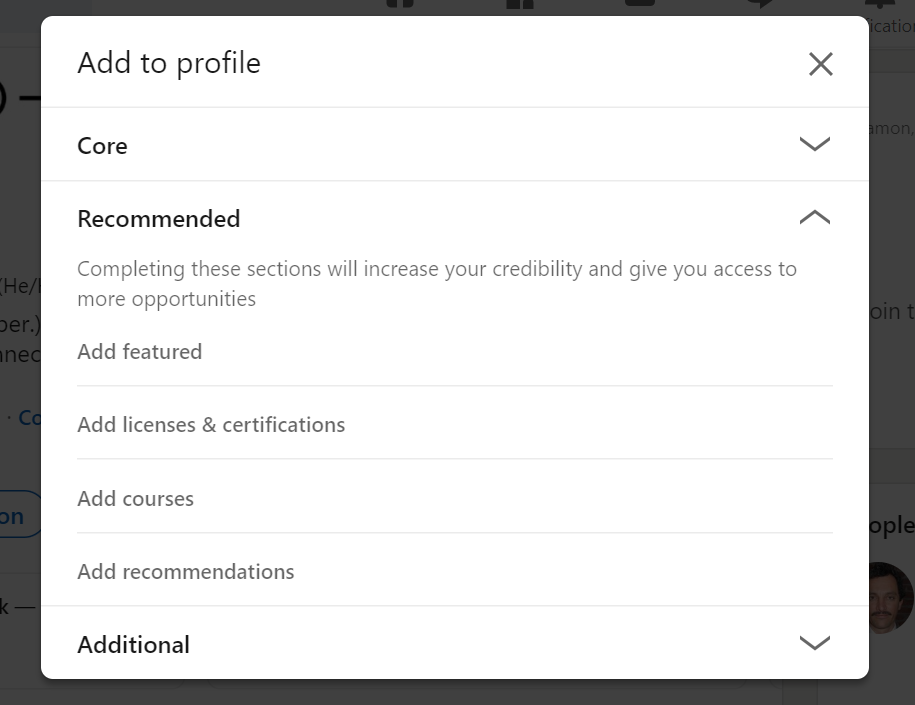 Add to profile
Core
Recommended
Completing these sections will increase your credibility and give you access to
more opportunities
Add featured
Add licenses & certifications
Add courses
Add recommendations
Additional